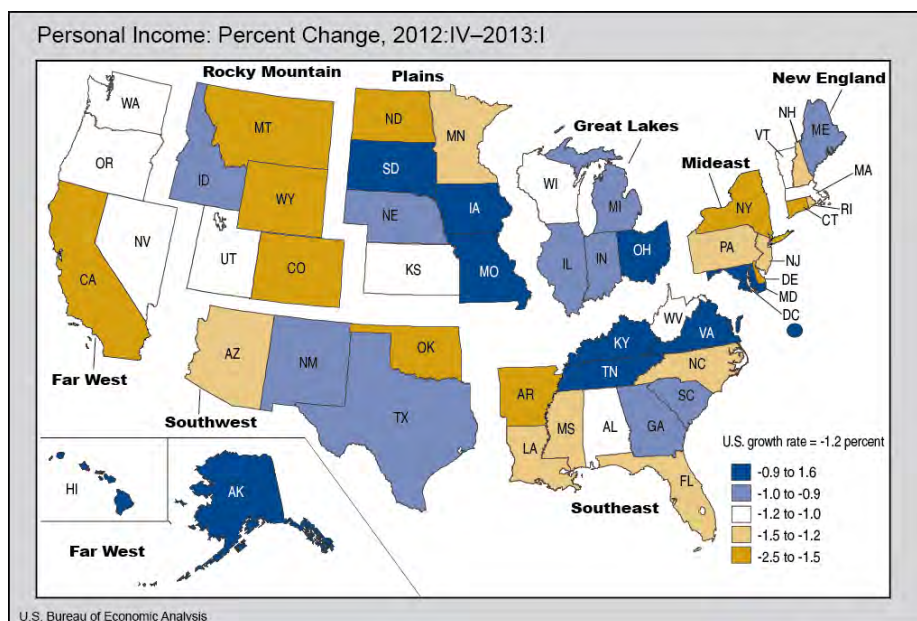 Personal Income: Percent Change, 2012:IV–2013:I
Rocky Mountain
Plains
New England
Great Lakes
Mideast
Far West
Southwest
Southeast
Far West
WA
OR
CA
NV
ID
MT
WY
UT
CO
ND
SD
NE
KS
MN
IA
MO
WI
MI
IL
IN
OH
NH
VT
ME
MA
RI
CT
NY
PA
NJ
DE
MD
DC
AZ
NM
OK
TX
AR
LA
MS
AL
GA
FL
SC
NC
TN
KY
WV
VA
HI
AK
U.S. growth rate = -1.2 percent
-0.9 to 1.6
-1.0 to -0.9
-1.2 to -1.0
-1.5 to -1.2
-2.5 to -1.5
U.S. Bureau of Economic Analysis